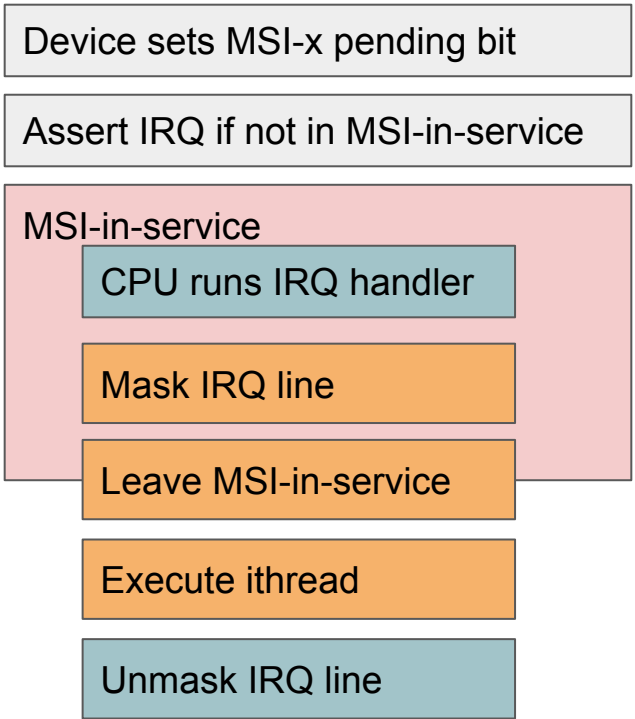 Device sets MSI-x pending bit
Assert IRQ if not in MSI-in-service
MSI-in-service
CPU runs IRQ handler
Mask IRQ line
Leave MSI-in-service
Execute ithread
Unmask IRQ line